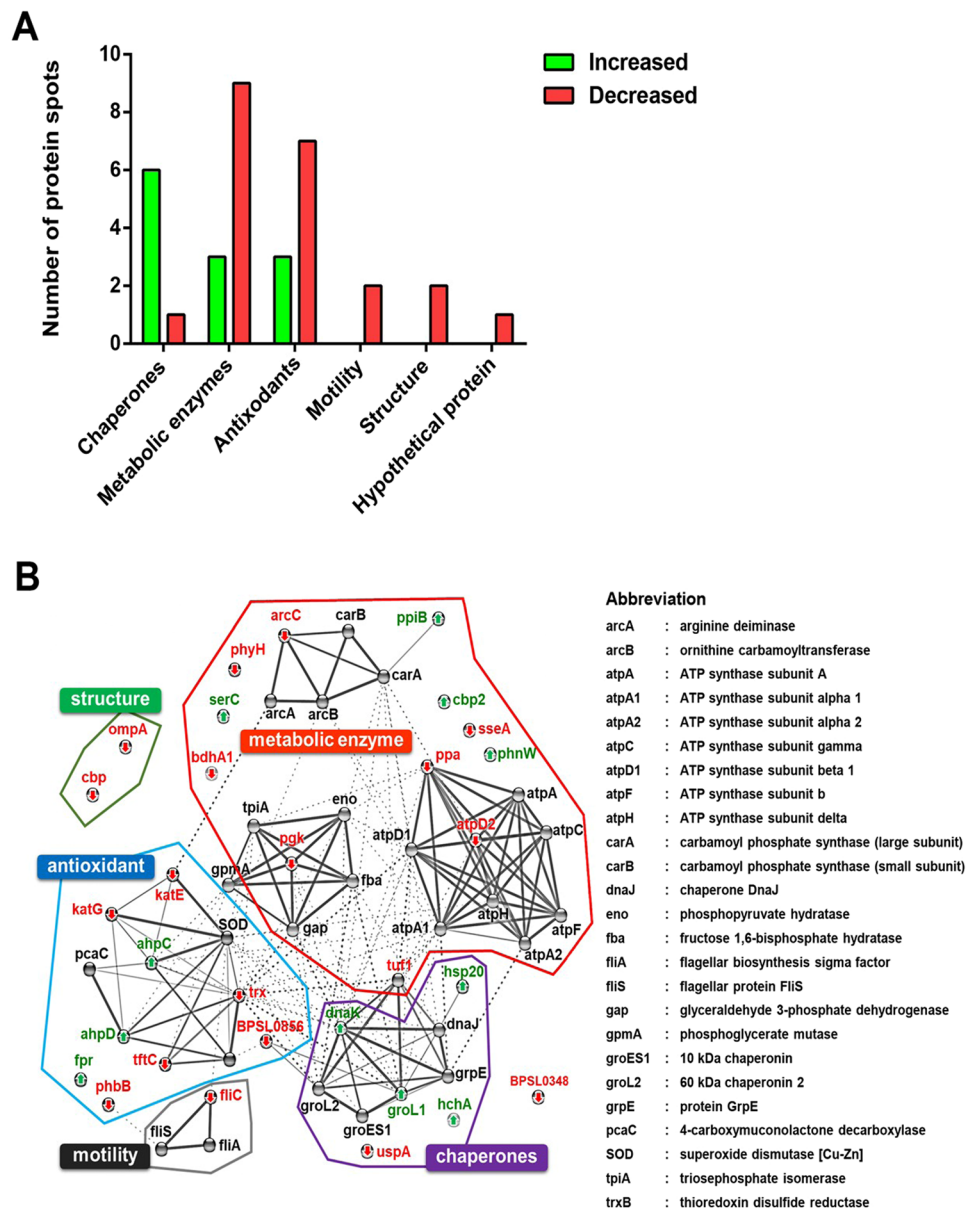 A
10
8
6
4
2
0
Number of protein spots
Increased
Decreased
Chaperones
Metabolic enzymes
Antixodants
Motility
Structure
Hypothetical protein
B
arcC
carB
ppiB
phyH
carA
serC
arcA
arcB
cbp2
metabolic enzyme
sseA
phnW
bdhA1
ppa
structure
ompA
cbp
tpiA
eno
atpA
atpD1
atpD2
atpC
pgk
gpmA
fba
atpH
atpF
gap
atpA1
atpA2
antioxidant
katE
katG
SOD
ahpC
pcaC
trx
tuf1
hsp20
ahpD
BPSL0856
dnaK
dnaJ
fpr
tftC
grpE
phbB
fliC
groL2
groL1
BPSL0348
groES1
hchA
fliS
fliA
motility
uspA
chaperones
Abbreviation
arcA : arginine deiminase
arcB : ornithine carbamoyltransferase
atpA : ATP synthase subunit A
atpA1 : ATP synthase subunit alpha 1
atpA2 : ATP synthase subunit alpha 2
atpC : ATP synthase subunit gamma
atpD1 : ATP synthase subunit beta 1
atpF : ATP synthase subunit b
atpH : ATP synthase subunit delta
carA : carbamoyl phosphate synthase (large subunit)
carB : carbamoyl phosphate synthase (small subunit)
dnaJ : chaperone DnaJ
eno : phosphopyruvate hydratase
fba : fructose 1,6-bisphosphate hydratase
fliA : flagellar biosynthesis sigma factor
fliS : flagellar protein FliS
gap : glyceraldehyde 3-phosphate dehydrogenase
gpmA : phosphoglycerate mutase
groES1 : 10 kDa chaperonin
groL2 : 60 kDa chaperonin 2
grpE : protein GrpE
pcaC : 4-carboxymuconolactone decarboxylase
SOD : superoxide dismutase [Cu-Zn]
tpiA : triosephosphate isomerase
trxB : thioredoxin disulfide reductase